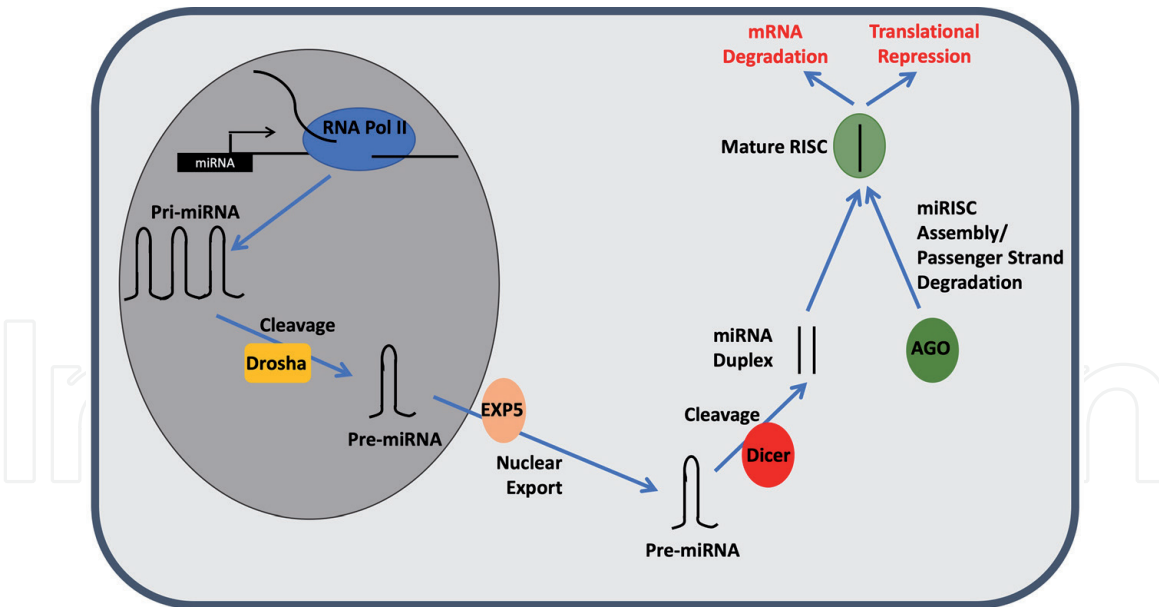 RNA Pol II
miRNA
Pri-miRNA
Cleavage
Drosha
Pre-miRNA
EXP5
Nuclear
Export
Pre-miRNA
Cleavage
Dicer
miRNA
Duplex
AGO
miRISC
Assembly/
Passenger Strand
Degradation
Mature RISC
mRNA
Degradation
Translational
Repression